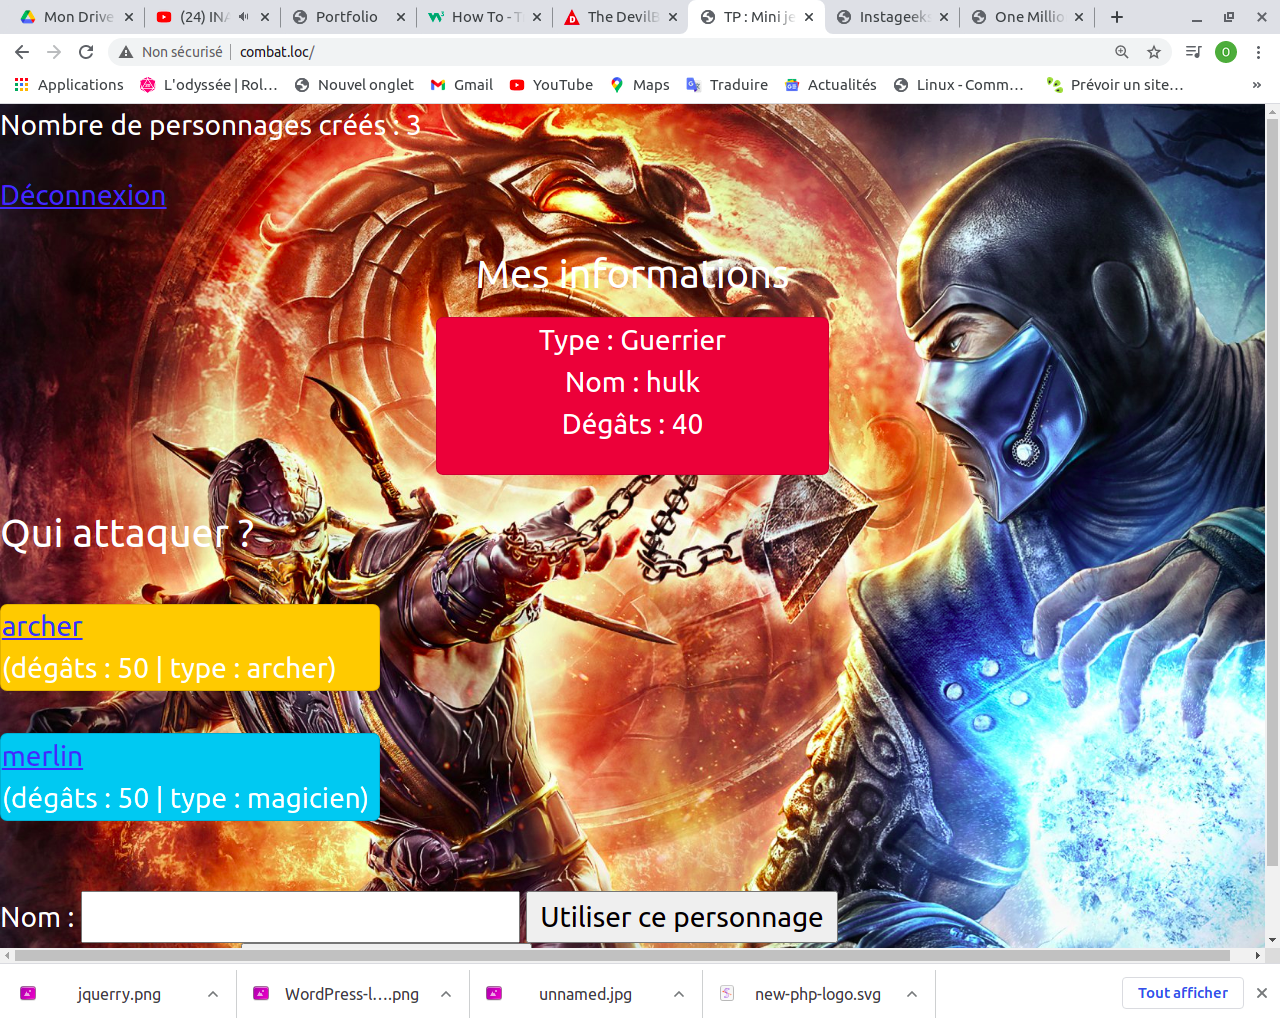 Mon Drive
(24) INA
Portfolio
How To - T
The DevilB
TP : Mini je
Instageeks
One Millio
Non sécurisé
combat.loc/
O
Applications
L'odyssée | Rol…
Nouvel onglet
Gmail
YouTube
Maps
Traduire
Actualités
Linux - Comm…
Prévoir un site…
»
Nombre de personnages créés : 3
Déconnexion
Mes informations
Type : Guerrier
Nom : hulk
Dégâts : 40
Qui attaquer ?
archer
(dégâts : 50 | type : archer)
merlin
(dégâts : 50 | type : magicien)
Nom :
Utiliser ce personnage
jquerry.png
WordPress-l….png
unnamed.jpg
new-php-logo.svg
Tout afficher